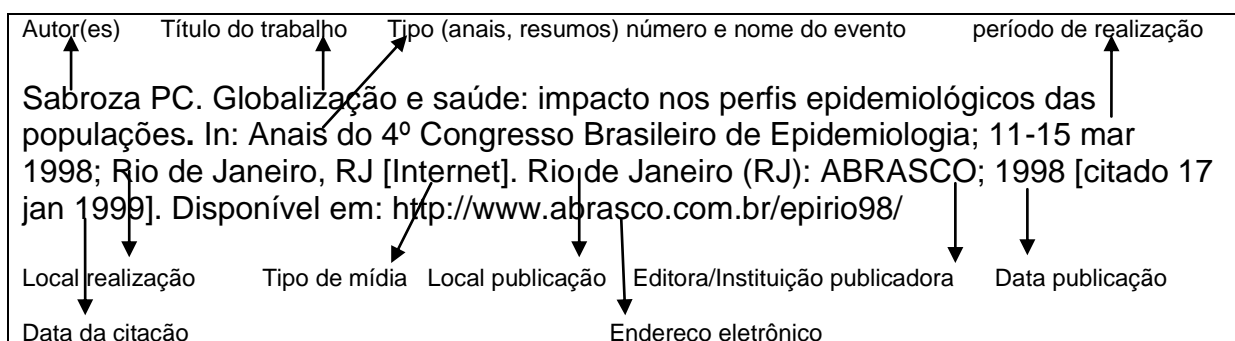 Autor(es) Título do trabalho Tipo (anais, resumos) número e nome do evento período de realização
Sabroza PC. Globalização e saúde: impacto nos perfis epidemiológicos das
populações. In: Anais do 4º Congresso Brasileiro de Epidemiologia; 11-15 mar
1998; Rio de Janeiro, RJ [Internet]. Rio de Janeiro (RJ): ABRASCO; 1998 [citado 17
jan 1999]. Disponível em: http://www.abrasco.com.br/epirio98/
Local realização Tipo de mídia Local publicação Editora/Instituição publicadora Data publicação
Data da citação Endereço eletrônico